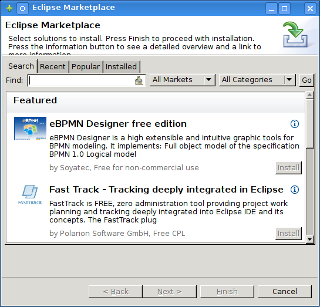 Eclipse Marketplace
Eclipse Marketplace
Select solutions to install. Press Finish to proceed with installation.
Press the information button to see a detailed overview and a link to
more information.
Search Recent Popular Installed
Find: All Markets All Categories Go
Featured
eBPMN Designer free edition
eBPMN Designer is a high extensible and intuitive graphic tools for
BPMN modeling. It implements: Full object model of the specification
BPMN 1.0 Logical model
by Soyatec, Free for non-commercial use Install
Fast Track - Tracking deeply integrated in Eclipse
FastTrack is FREE, zero administration tool providing project work
planning and tracking deeply integrated into Eclipse IDE and its
concepts. The FastTrack plug
FASTTRACK
by Polarion Software GmbH, Free CPL Install
< Back Next > Finish Cancel